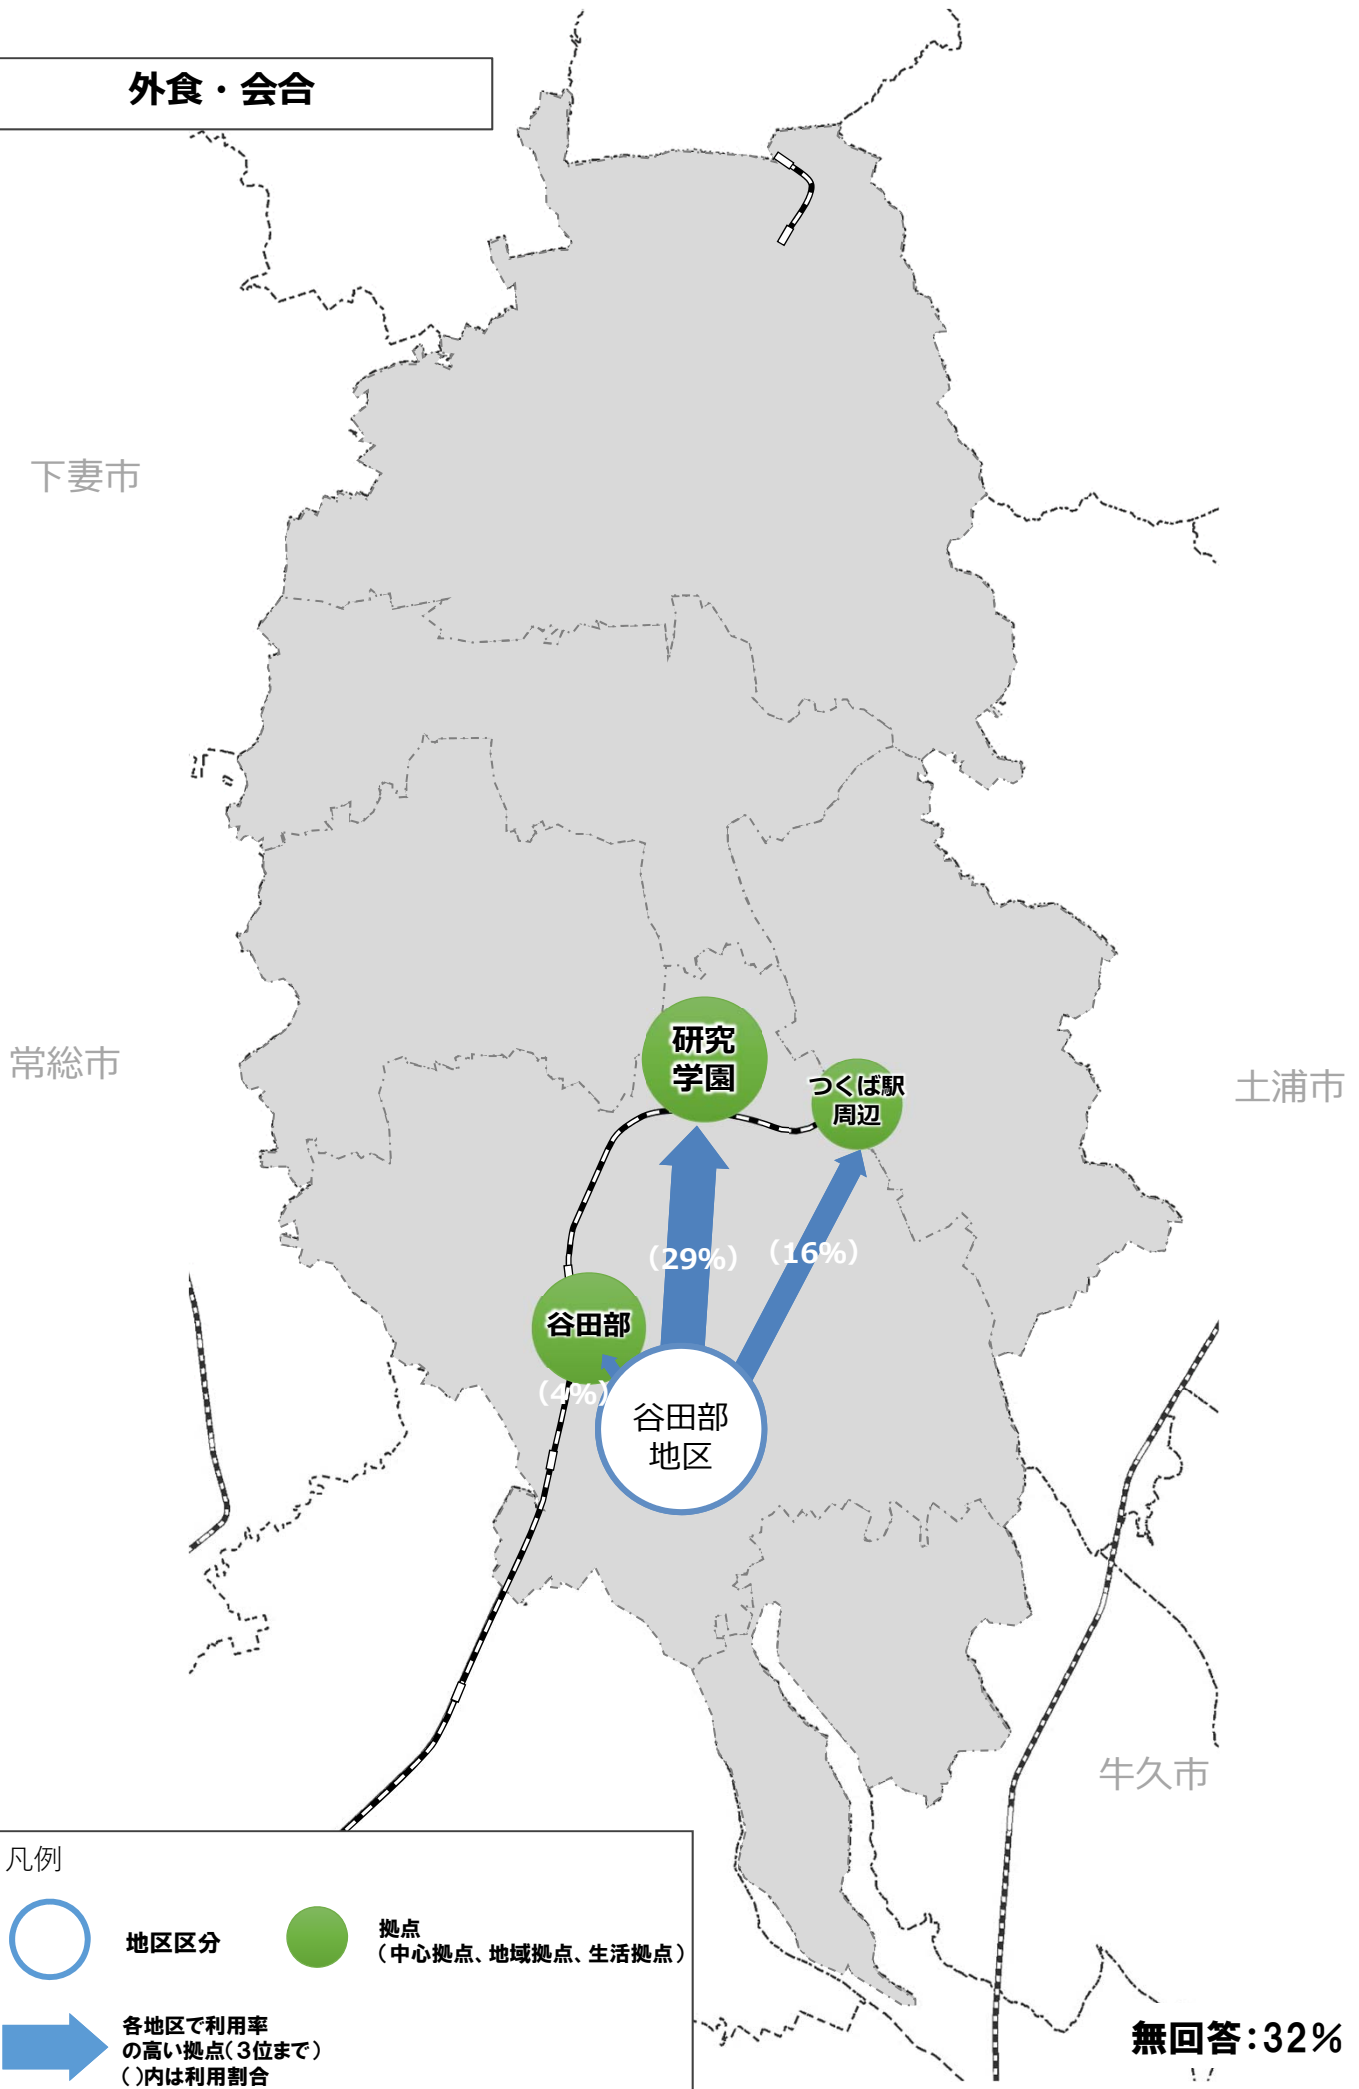 外食・会合
下妻市
常総市
研究
学園
つくば駅
周辺
土浦市
(29%)
(16%)
谷田部
(4%)
谷田部
地区
牛久市
凡例
地区区分
拠点
(中心拠点、地域拠点、生活拠点)
各地区で利用率
の高い拠点(3位まで)
( )内は利用割合
無回答:32%